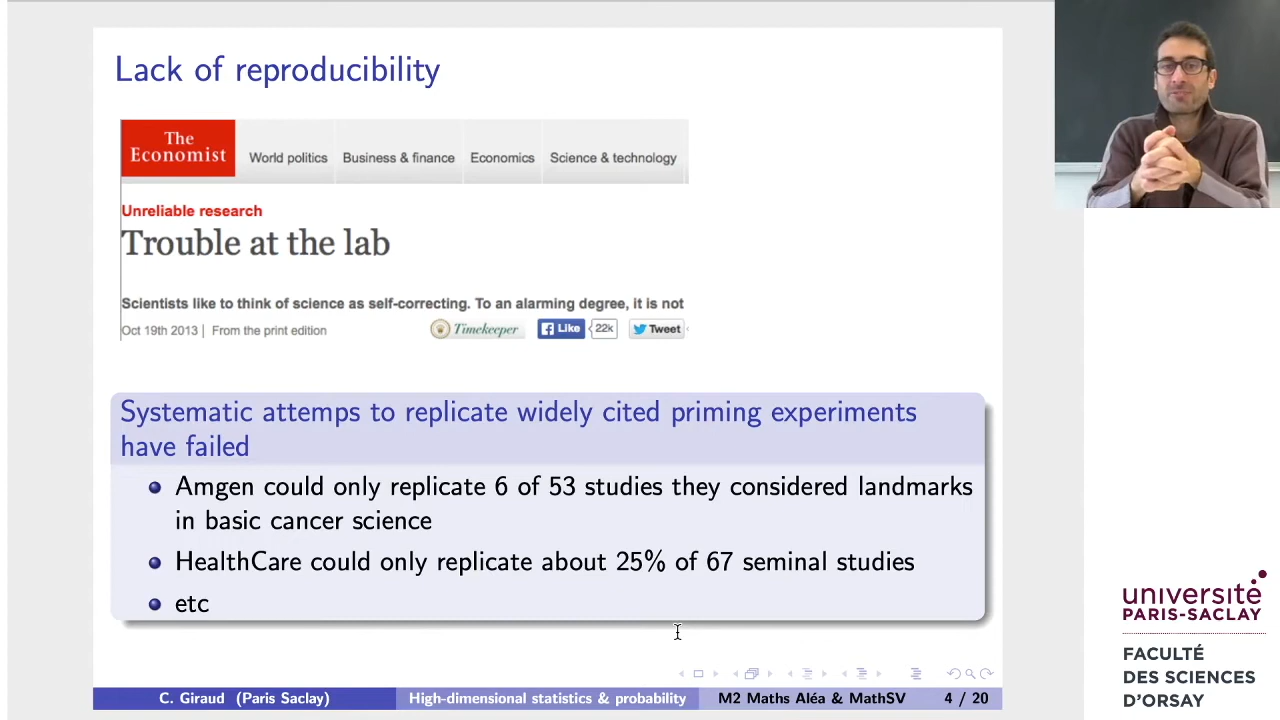 Lack of reproducibility
The
Economist
World politics
Business & finance
Economics
Science & technology
Unreliable research
Trouble at the lab
Scientists like to think of science as self-correcting. To an alarming degree, it is not
Oct 19th 2013 | From the print edition
Timekeeper
Like
22k
Tweet
Systematic attemps to replicate widely cited priming experiments
have failed
Amgen could only replicate 6 of 53 studies they considered landmarks
in basic cancer science
HealthCare could only replicate about 25% of 67 seminal studies
etc
C. Giraud (Paris Saclay)
High-dimensional statistics & probability
M2 Maths Aléa & MathSV
4 / 20
université
PARIS-SACLAY
FACULTÉ
DES SCIENCES
D'ORSAY